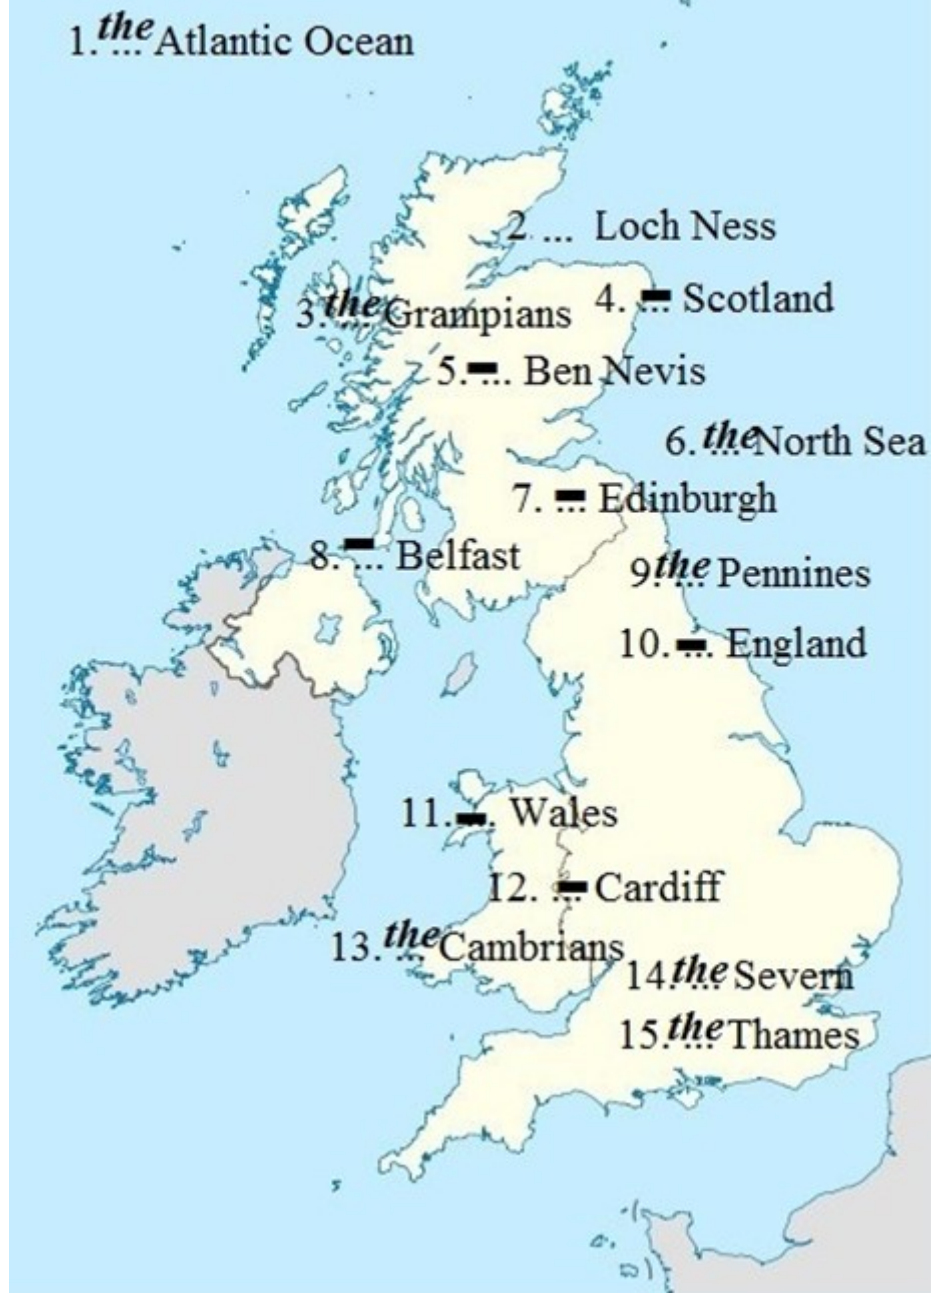 1. the ... Atlantic Ocean
2 ... Loch Ness
3. the ... Grampians
4. – ... Scotland
5. – ... Ben Nevis
6. the ... North Sea
7. – ... Edinburgh
8. – ... Belfast
9. the ... Pennines
10. – ... England
11. – ... Wales
12. – ... Cardiff
13. the ... Cambrians
14. the ... Severn
15. the ... Thames